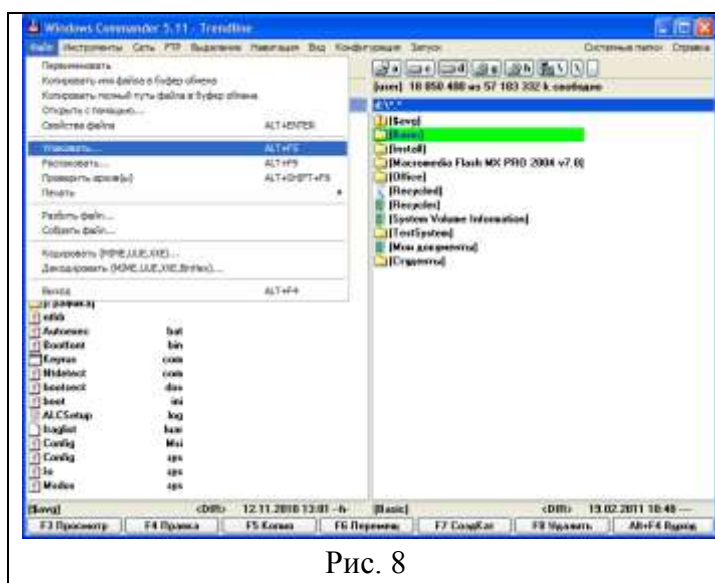 Windows Commander 5.11 - Trendline
Файл Инструменты Сеть FTP Выделение Навигация Вид Конфигурация Запуск Системные папки Справка
Переименовать
Копировать имя файла в буфер обмена
Копировать полный путь файла в буфер обмена
Открыть с помощью...
Свойства файла ALT+ENTER
Упаковать... ALT+F5
Распаковать... ALT+F9
Проверить архив(ы) ALT+SHIFT+F9
Печать
Разбить файл...
Собрать файл...
Кодировать (MIME,UUE,XXE)...
Декодировать (MIME,UUE,XXE,BinHex)...
Выход ALT+F4
[user] 18 850 488 из 57 183 332 k свободно
d:\*.*
[$avg]
[Basic]
[Install]
[Macromedia Flash MX PRO 2004 v7.0]
[Office]
[Recycled]
[Recycler]
[System Volume Information]
[TestSystem]
[Мои документы]
[Студенты]
[Графика]
Autoexec bat
Bootfont bin
Keyrus com
Ntdetect com
bootsect dos
boot ini
ALCSetup log
Config
Config sys
Io sys
Msdos sys
[$avg] <DIR> 12.11.2010 13:01 -h-
[Basic] <DIR> 19.02.2011 10:48 ---
F3 Просмотр F4 Правка F5 Копия F6 Перемещ F7 СоздКат F8 Удалить Alt+F4 Выход
Рис. 8